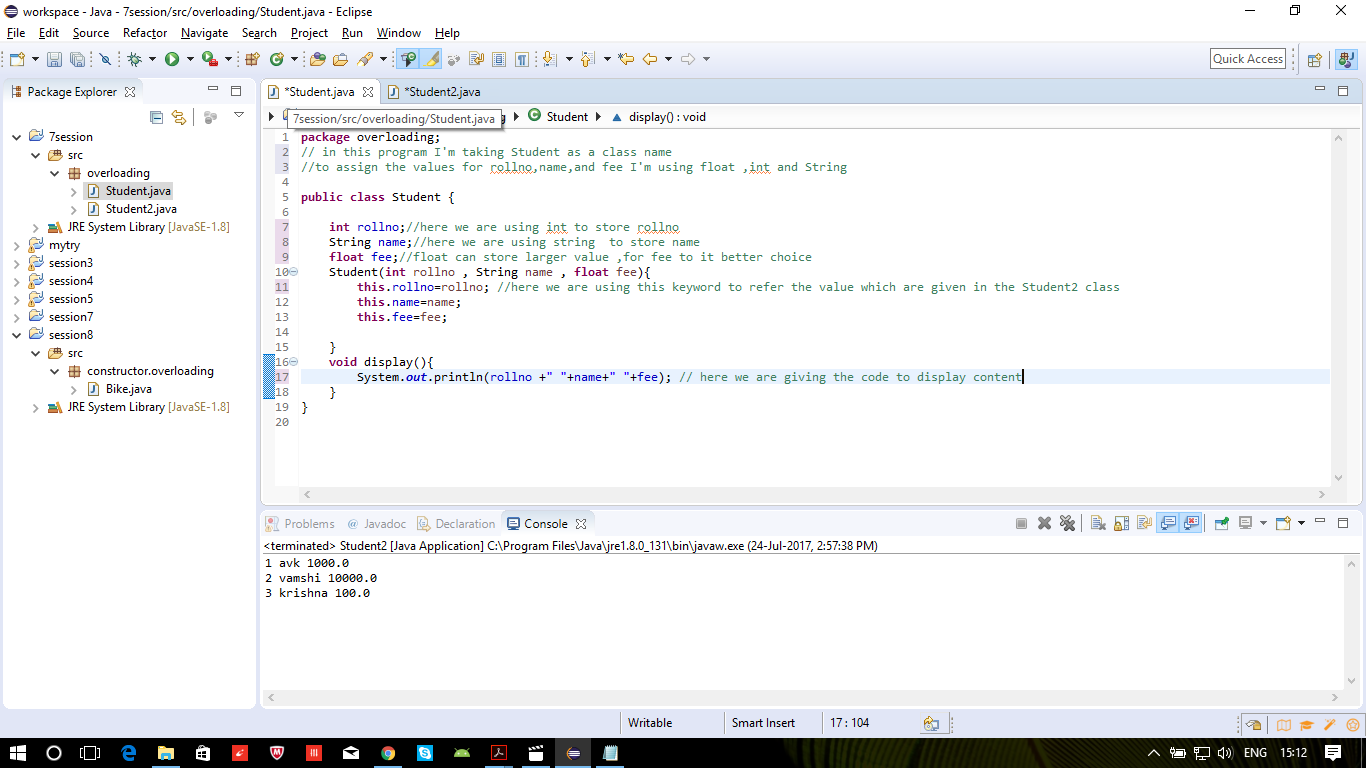 workspace - Java - 7session/src/overloading/Student.java - Eclipse
File Edit Source Refactor Navigate Search Project Run Window Help
Quick Access
Package Explorer
7session
src
overloading
Student.java
Student2.java
JRE System Library [JavaSE-1.8]
mytry
session3
session4
session5
session7
session8
src
constructor.overloading
Bike.java
JRE System Library [JavaSE-1.8]
*Student.java *Student2.java
7session/src/overloading/Student.java Student display() : void
1 package overloading;
2 // in this program I'm taking Student as a class name
3 //to assign the values for rollno,name,and fee I'm using float ,int and String
4
5 public class Student {
6
7 int rollno;//here we are using int to store rollno
8 String name;//here we are using string  to store name
9 float fee;//float can store larger value ,for fee to it better choice
10 Student(int rollno , String name , float fee){
11 this.rollno=rollno; //here we are using this keyword to refer the value which are given in the Student2 class
12 this.name=name;
13 this.fee=fee;
14
15 }
16 void display(){
17 System.out.println(rollno +" "+name+" "+fee); // here we are giving the code to display content
18 }
19 }
20
Problems @ Javadoc Declaration Console
<terminated> Student2 [Java Application] C:\Program Files\Java\jre1.8.0_131\bin\javaw.exe (24-Jul-2017, 2:57:38 PM)
1 avk 1000.0
2 vamshi 10000.0
3 krishna 100.0
Writable Smart Insert 17 : 104
ENG 15:12